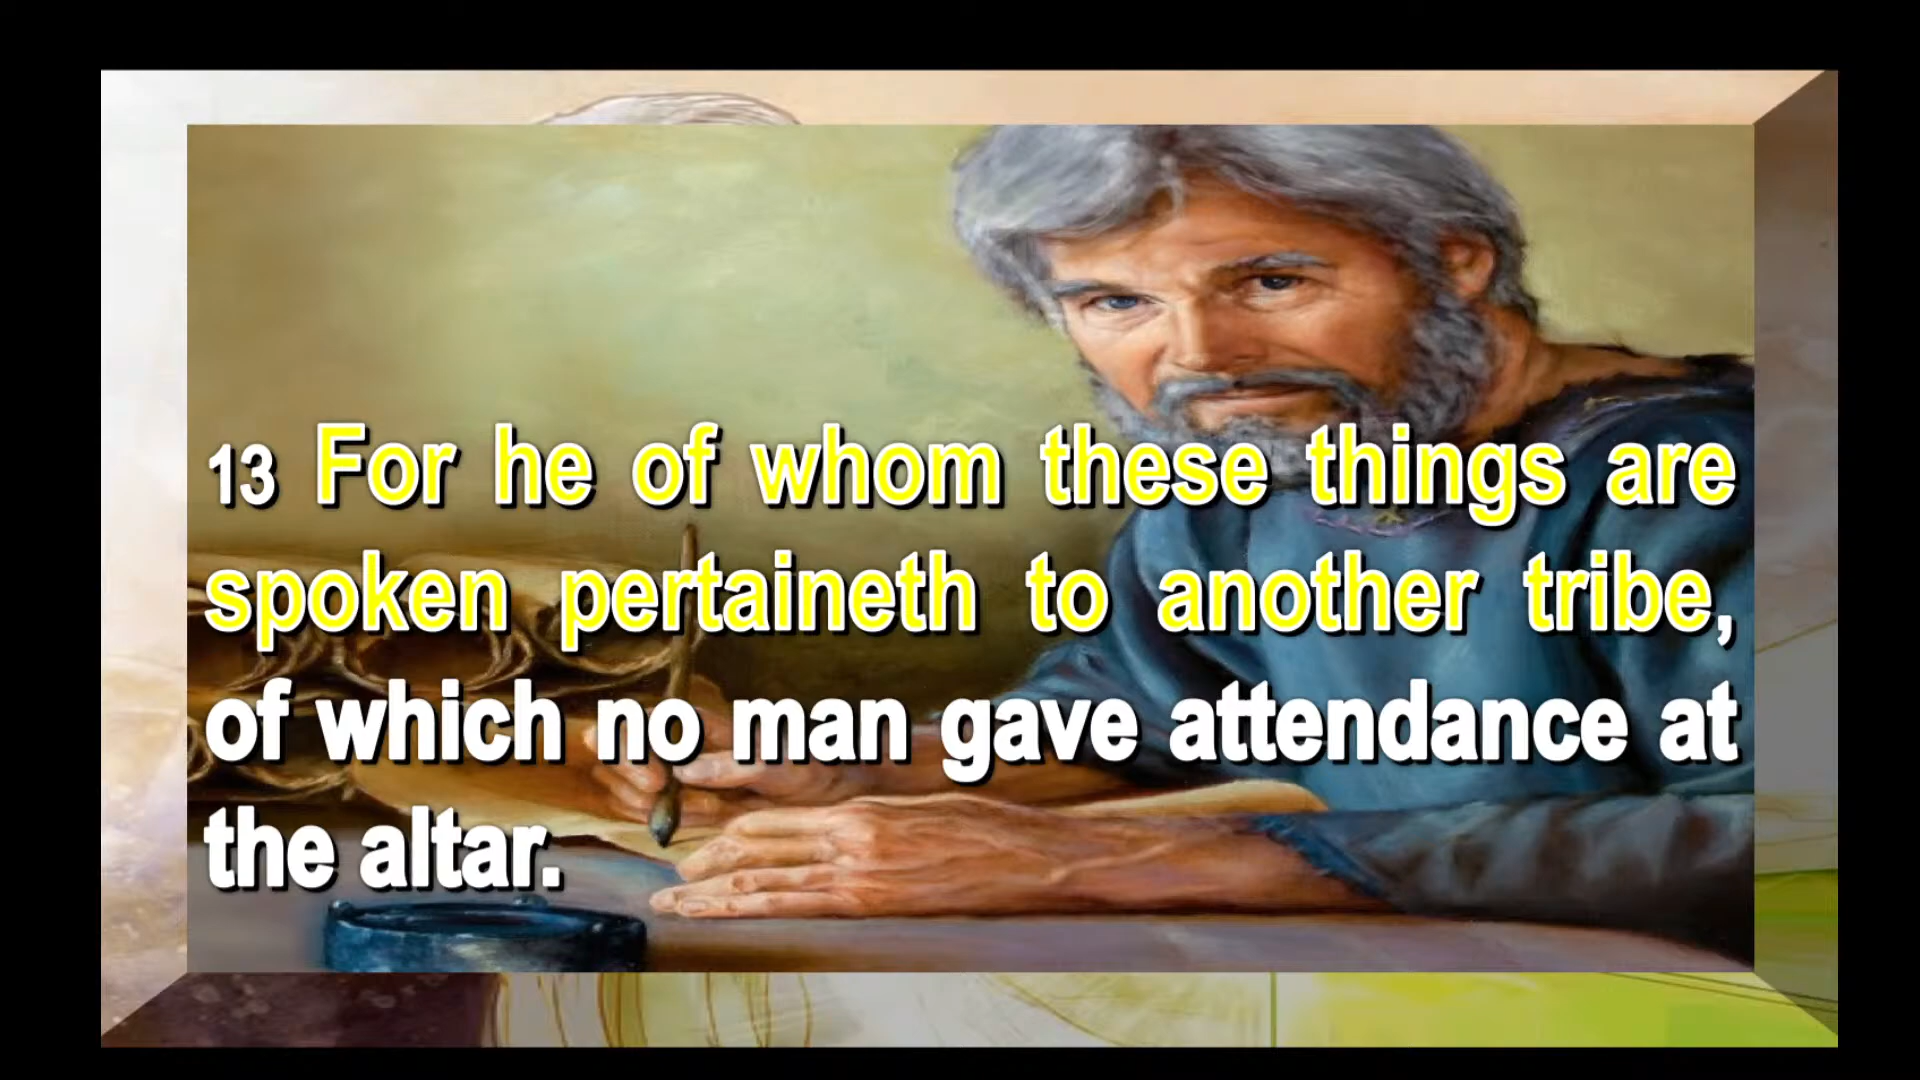 13 For he of whom these things are
spoken pertaineth to another tribe,
of which no man gave attendance at
the altar.